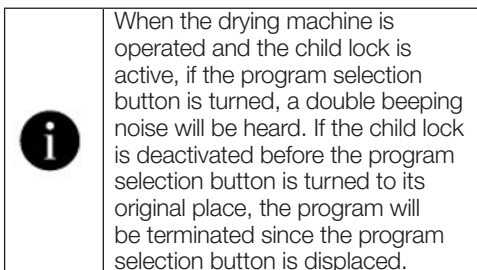 When the drying machine is
operated and the child lock is
active, if the program selection
button is turned, a double beeping
noise will be heard. If the child lock
is deactivated before the program
selection button is turned to its
original place, the program will
be terminated since the program
selection button is displaced.